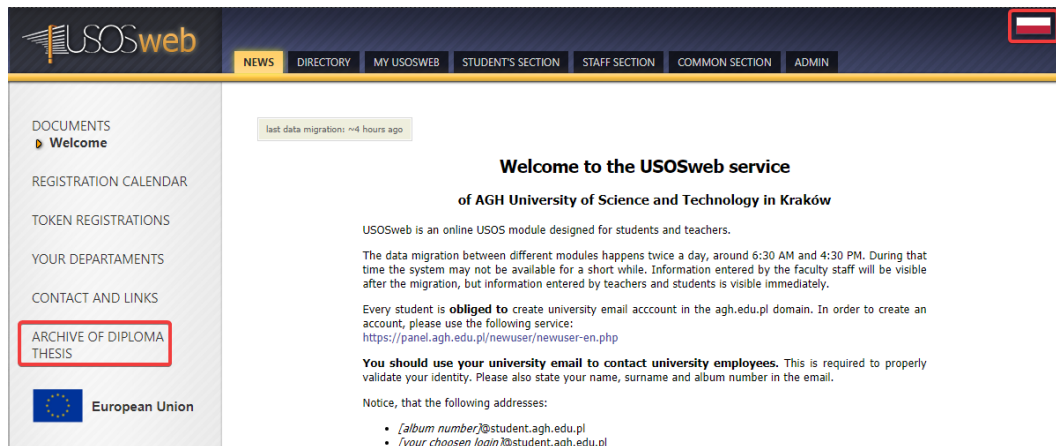 USOSweb
NEWS DIRECTORY MY USOSWEB STUDENT'S SECTION STAFF SECTION COMMON SECTION ADMIN
DOCUMENTS
Welcome
REGISTRATION CALENDAR
TOKEN REGISTRATIONS
YOUR DEPARTAMENTS
CONTACT AND LINKS
ARCHIVE OF DIPLOMA
THESIS
European Union
last data migration: ~4 hours ago
Welcome to the USOSweb service
of AGH University of Science and Technology in Kraków
USOSweb is an online USOS module designed for students and teachers.
The data migration between different modules happens twice a day, around 6:30 AM and 4:30 PM. During that
time the system may not be available for a short while. Information entered by the faculty staff will be visible
after the migration, but information entered by teachers and students is visible immediately.
Every student is obliged to create university email acccount in the agh.edu.pl domain. In order to create an
account, please use the following service:
https://panel.agh.edu.pl/newuser/newuser-en.php
You should use your university email to contact university employees. This is required to properly
validate your identity. Please also state your name, surname and album number in the email.
Notice, that the following addresses:
• [album number]@student.agh.edu.pl
• [your choosen login]@student.agh.edu.pl